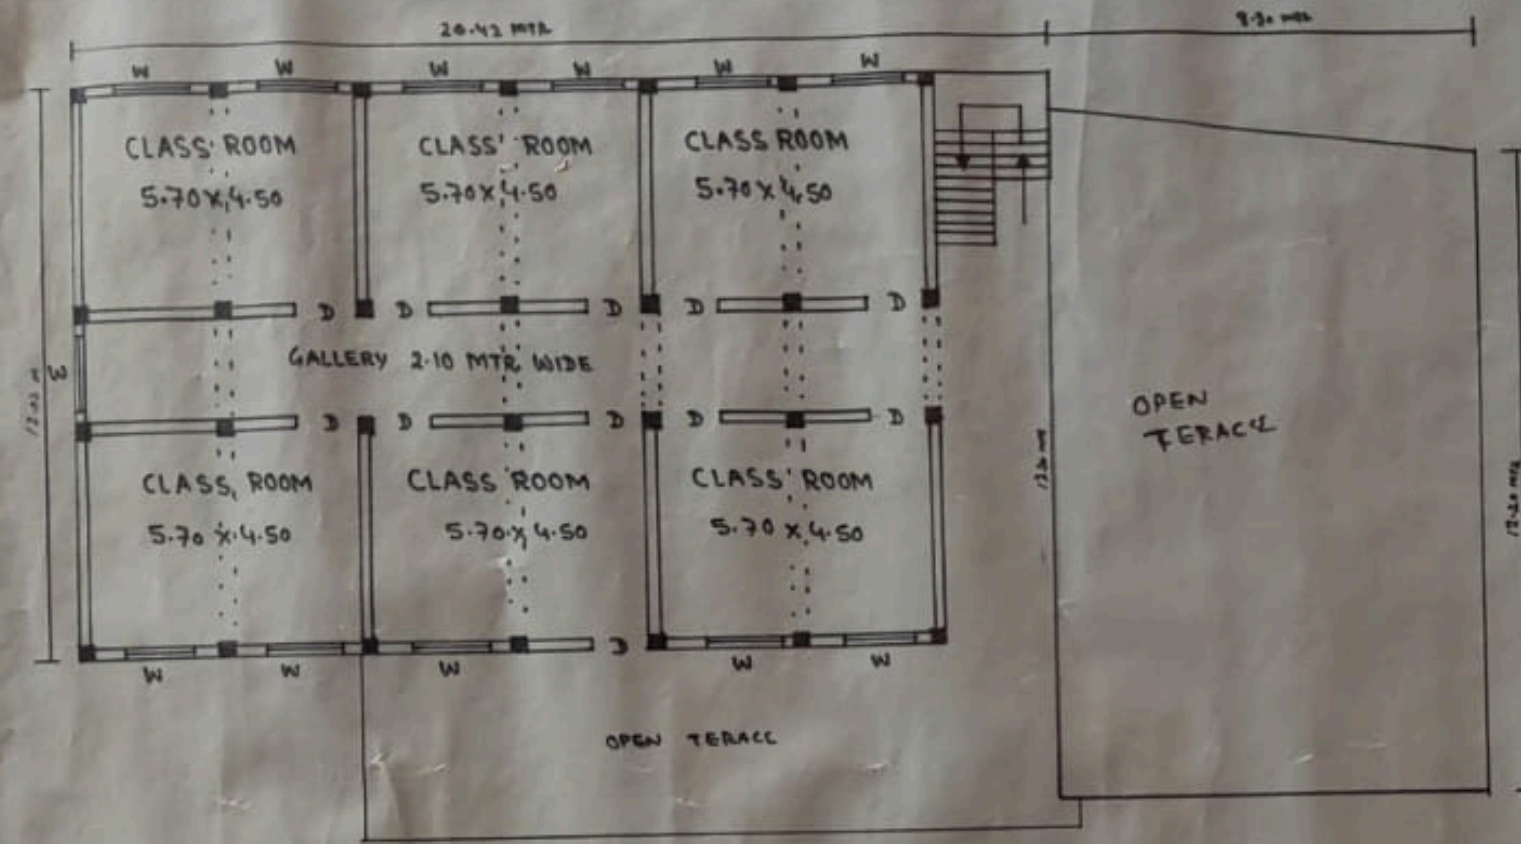 20.42 MTR
W W W W W W
CLASS ROOM CLASS ROOM CLASS ROOM
5.70 X 4.50 5.70 X 4.50 5.70 X 4.50
D D D D D
W GALLERY 2.10 MTR WIDE
D D D D D
OPEN
TERACE
CLASS ROOM CLASS ROOM CLASS ROOM
5.70 X 4.50 5.70 X 4.50 5.70 X 4.50
D
W W W W W
OPEN TERACE